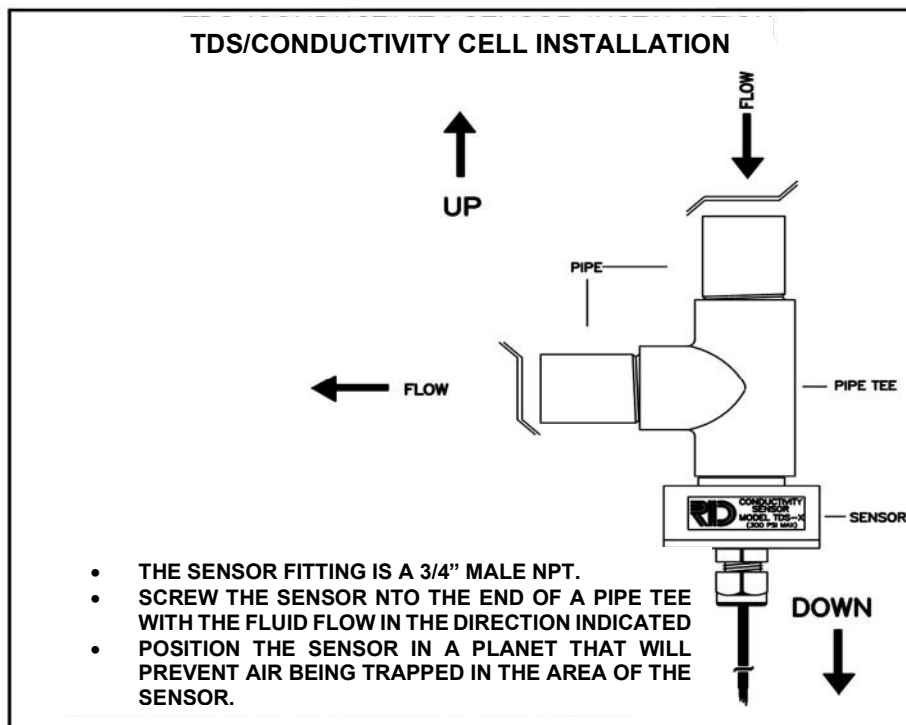 TDS/CONDUCTIVITY CELL INSTALLATION
FLOW
UP
PIPE
FLOW
PIPE TEE
RID
CONDUCTIVITY
SENSOR
MODEL TDS-X
(300 PSI MAX)
SENSOR
• THE SENSOR FITTING IS A 3/4” MALE NPT.
• SCREW THE SENSOR NTO THE END OF A PIPE TEE
WITH THE FLUID FLOW IN THE DIRECTION INDICATED
• POSITION THE SENSOR IN A PLANET THAT WILL
PREVENT AIR BEING TRAPPED IN THE AREA OF THE
SENSOR.
DOWN